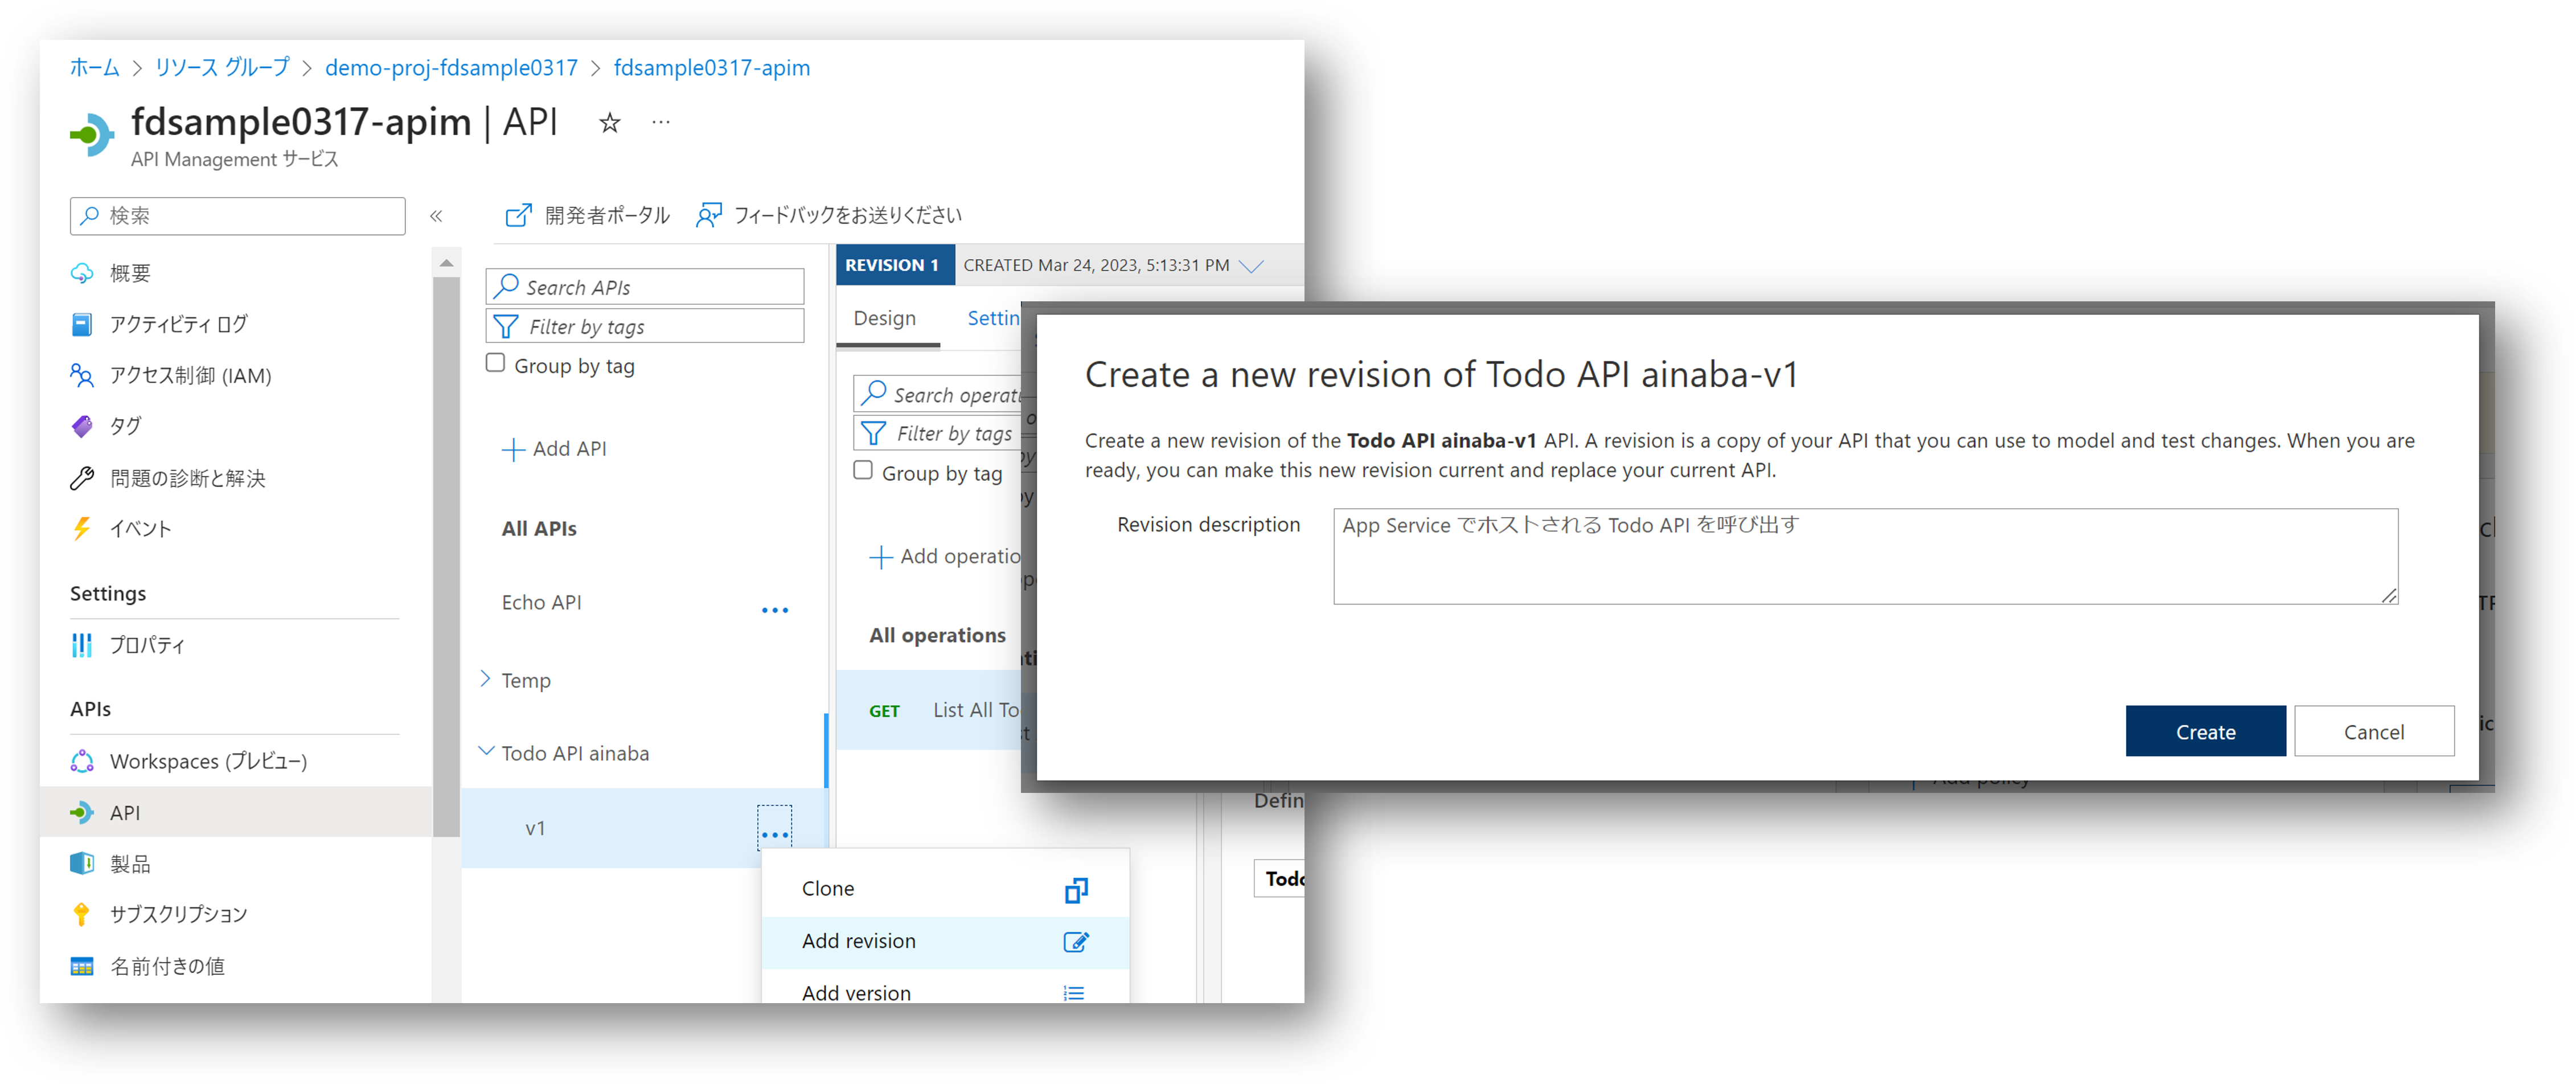 ホーム > リソース グループ > demo-proj-fdsample0317 > fdsample0317-apim
fdsample0317-apim | API
API Management サービス
検索
概要
アクティビティ ログ
アクセス制御 (IAM)
タグ
問題の診断と解決
イベント
Settings
プロパティ
APIs
Workspaces (プレビュー)
API
製品
サブスクリプション
名前付きの値
開発者ポータル
フィードバックをお送りください
Search APIs
Filter by tags
Group by tag
Add API
All APIs
Echo API
Temp
Todo API ainaba
v1
Clone
Add revision
Add version
REVISION 1
CREATED Mar 24, 2023, 5:13:31 PM
Design
Settin
Search operati
Filter by tags
Group by tag
Add operatio
All operations
GET
List All To
Defin
Todo
Create a new revision of Todo API ainaba-v1
Create a new revision of the Todo API ainaba-v1 API. A revision is a copy of your API that you can use to model and test changes. When you are
ready, you can make this new revision current and replace your current API.
Revision description
App Service でホストされる Todo API を呼び出す
Create
Cancel